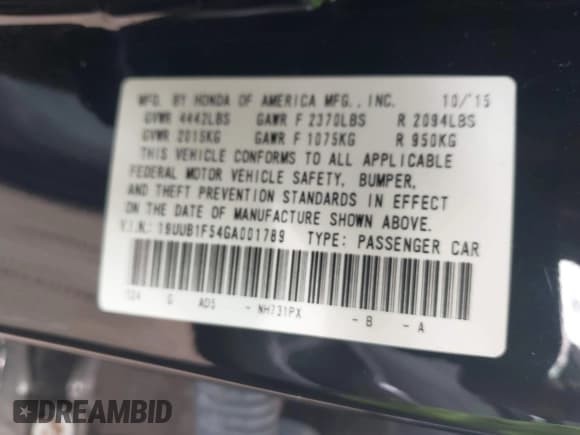 MFD. BY HONDA OF AMERICA MFG., INC. 10/'15
GVWR 4442LBS GAWR F 2370LBS R 2094LBS
GVWR 2015KG GAWR F 1075KG R 950KG
THIS VEHICLE CONFORMS TO ALL APPLICABLE
FEDERAL MOTOR VEHICLE SAFETY, BUMPER,
AND THEFT PREVENTION STANDARDS IN EFFECT
ON THE DATE OF MANUFACTURE SHOWN ABOVE.
V.I.N.: 19UUB1F54GA001789 TYPE: PASSENGER CAR
G AD5 - NH731PX - B - A
DREAMBID